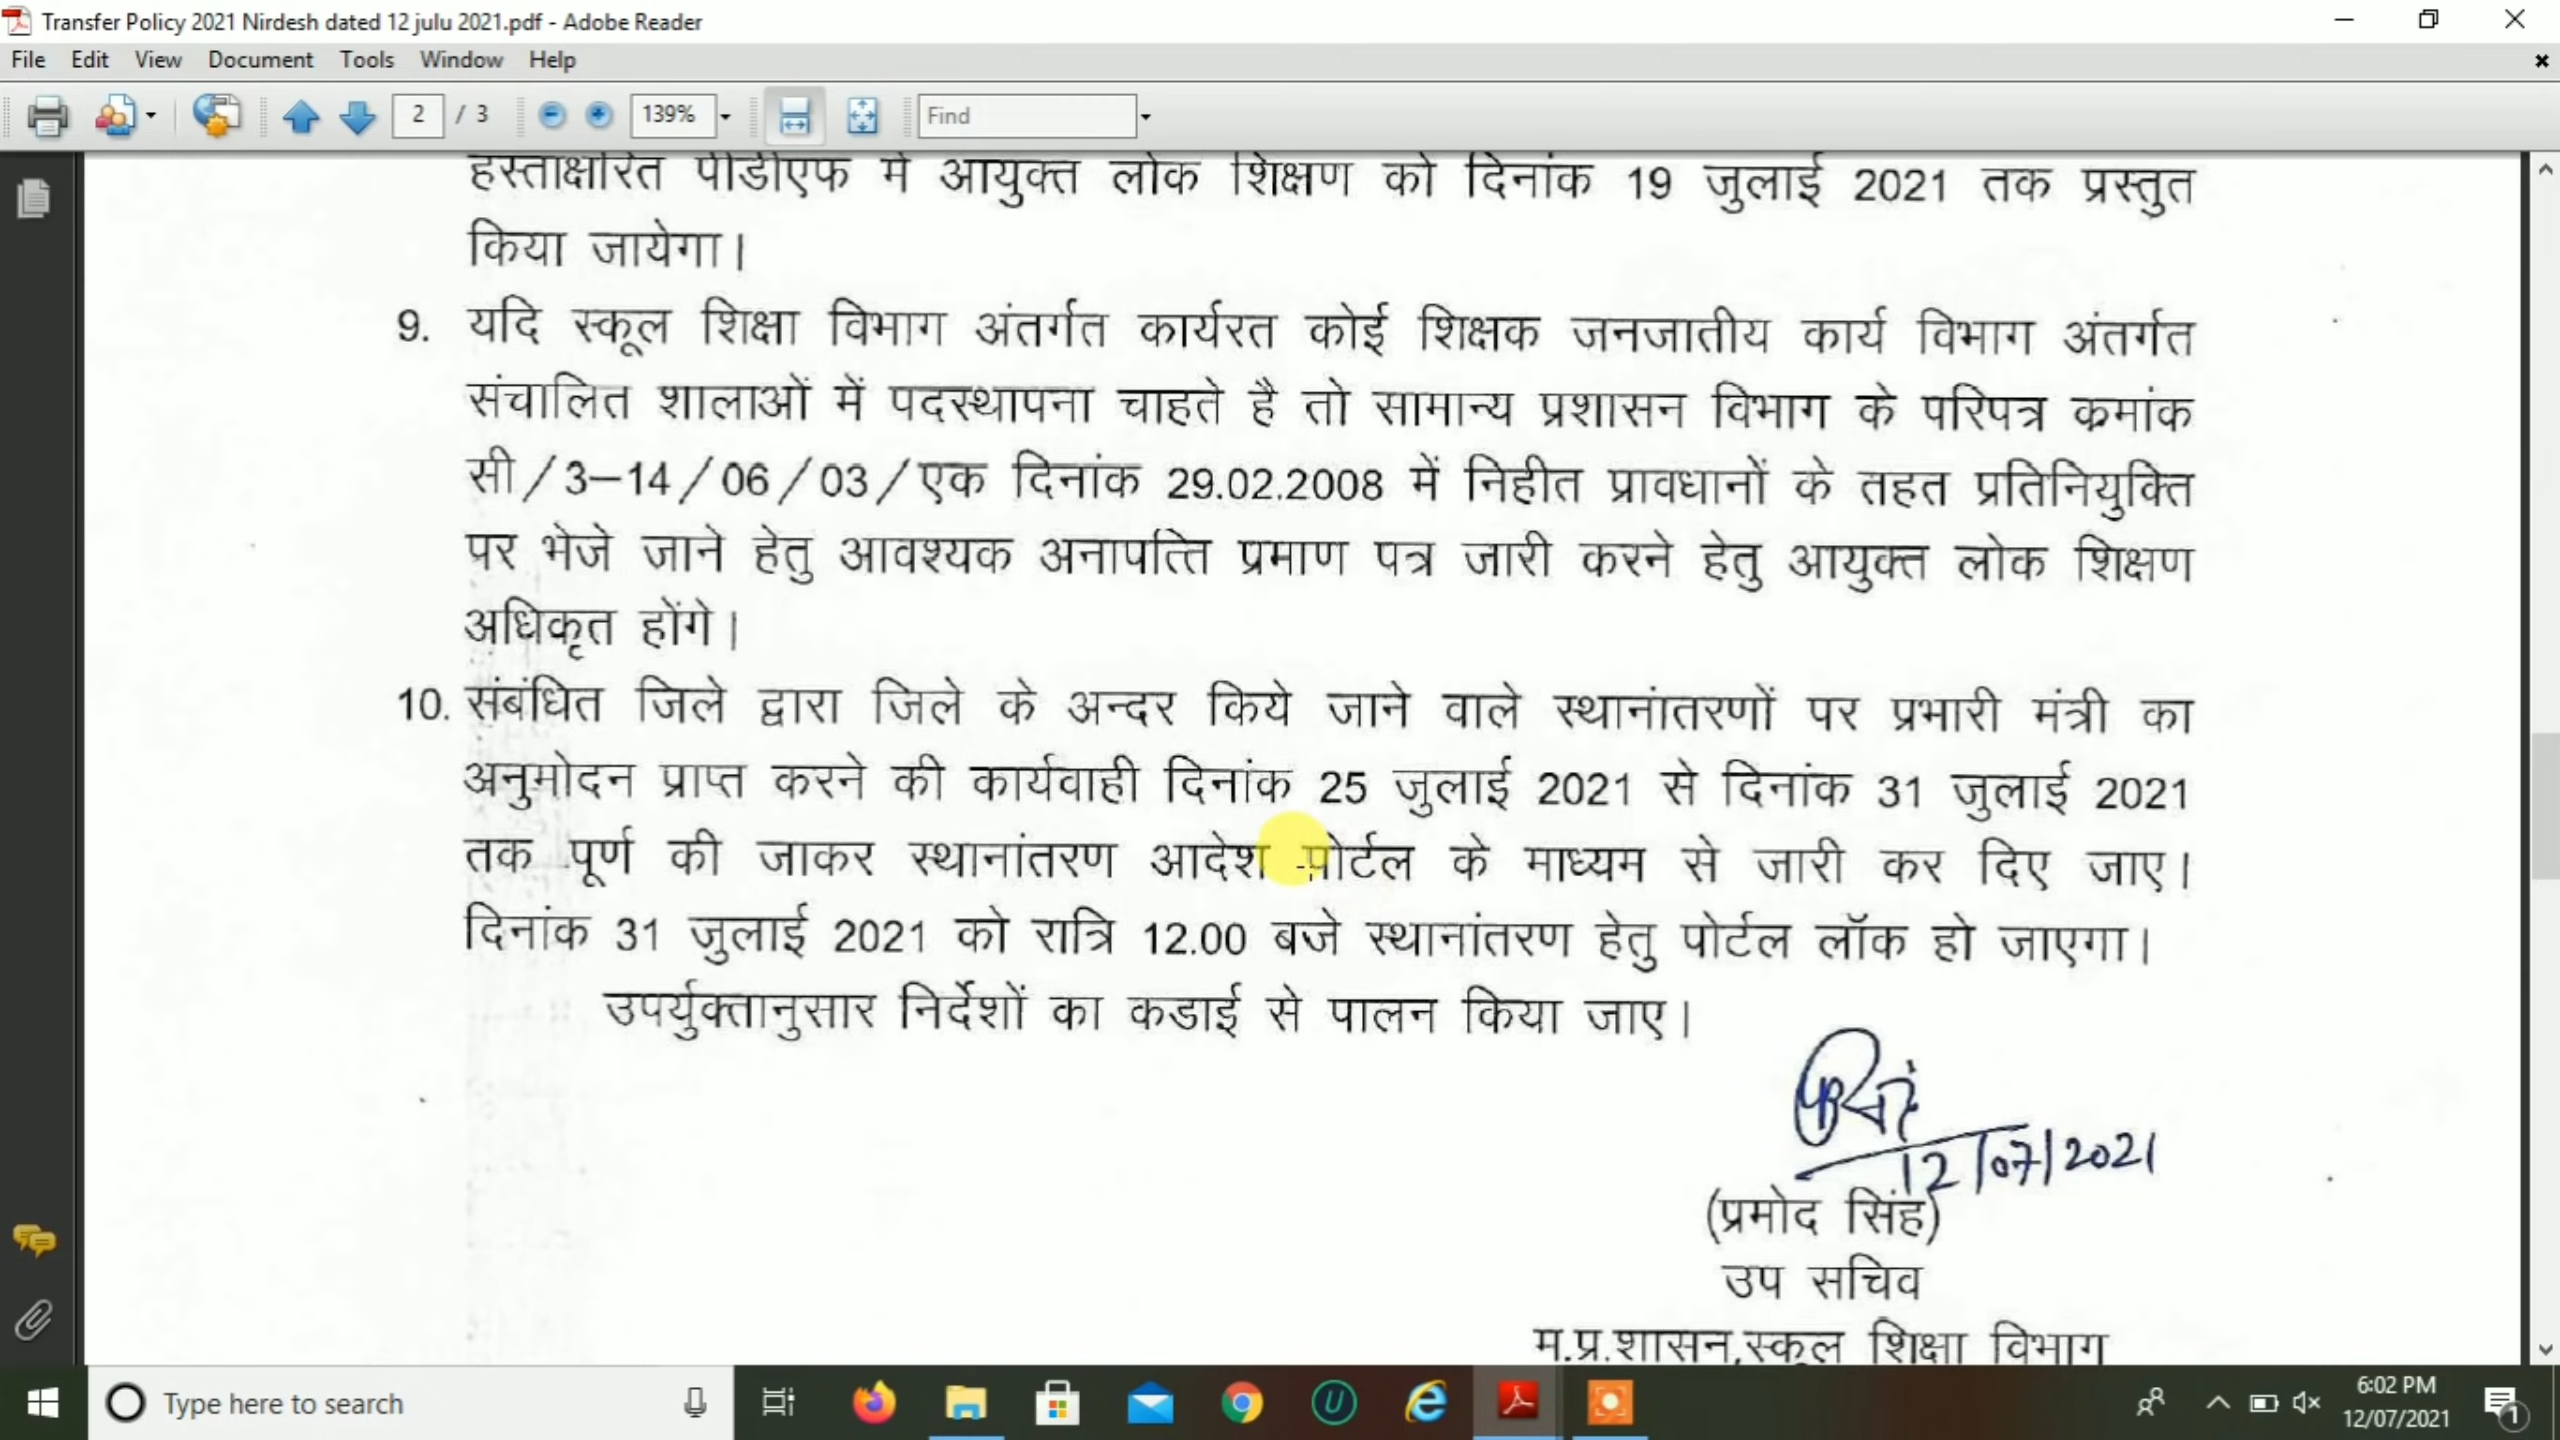 Transfer Policy 2021 Nirdesh dated 12 julu 2021.pdf - Adobe Reader
File Edit View Document Tools Window Help
2 / 3 139% Find
हस्ताक्षरित पीडीएफ में आयुक्त लोक शिक्षण को दिनांक 19 जुलाई 2021 तक प्रस्तुत
किया जायेगा।
9. यदि स्कूल शिक्षा विभाग अंतर्गत कार्यरत कोई शिक्षक जनजातीय कार्य विभाग अंतर्गत
संचालित शालाओं में पदस्थापना चाहते है तो सामान्य प्रशासन विभाग के परिपत्र कमांक
सी/3–14/06/03/एक दिनांक 29.02.2008 में निहीत प्रावधानों के तहत प्रतिनियुक्ति
पर भेजे जाने हेतु आवश्यक अनापत्ति प्रमाण पत्र जारी करने हेतु आयुक्त लोक शिक्षण
अधिकृत होंगे।
10. संबंधित जिले द्वारा जिले के अन्दर किये जाने वाले स्थानांतरणों पर प्रभारी मंत्री का
अनुमोदन प्राप्त करने की कार्यवाही दिनांक 25 जुलाई 2021 से दिनांक 31 जुलाई 2021
तक पूर्ण की जाकर स्थानांतरण आदेश पोर्टल के माध्यम से जारी कर दिए जाए।
दिनांक 31 जुलाई 2021 को रात्रि 12.00 बजे स्थानांतरण हेतु पोर्टल लॉक हो जाएगा।
उपर्युक्तानुसार निर्देशों का कडाई से पालन किया जाए।
12/07/2021
(प्रमोद सिंह)
उप सचिव
म.प्र.शासन,स्कूल शिक्षा विभाग
Type here to search
6:02 PM
12/07/2021
1